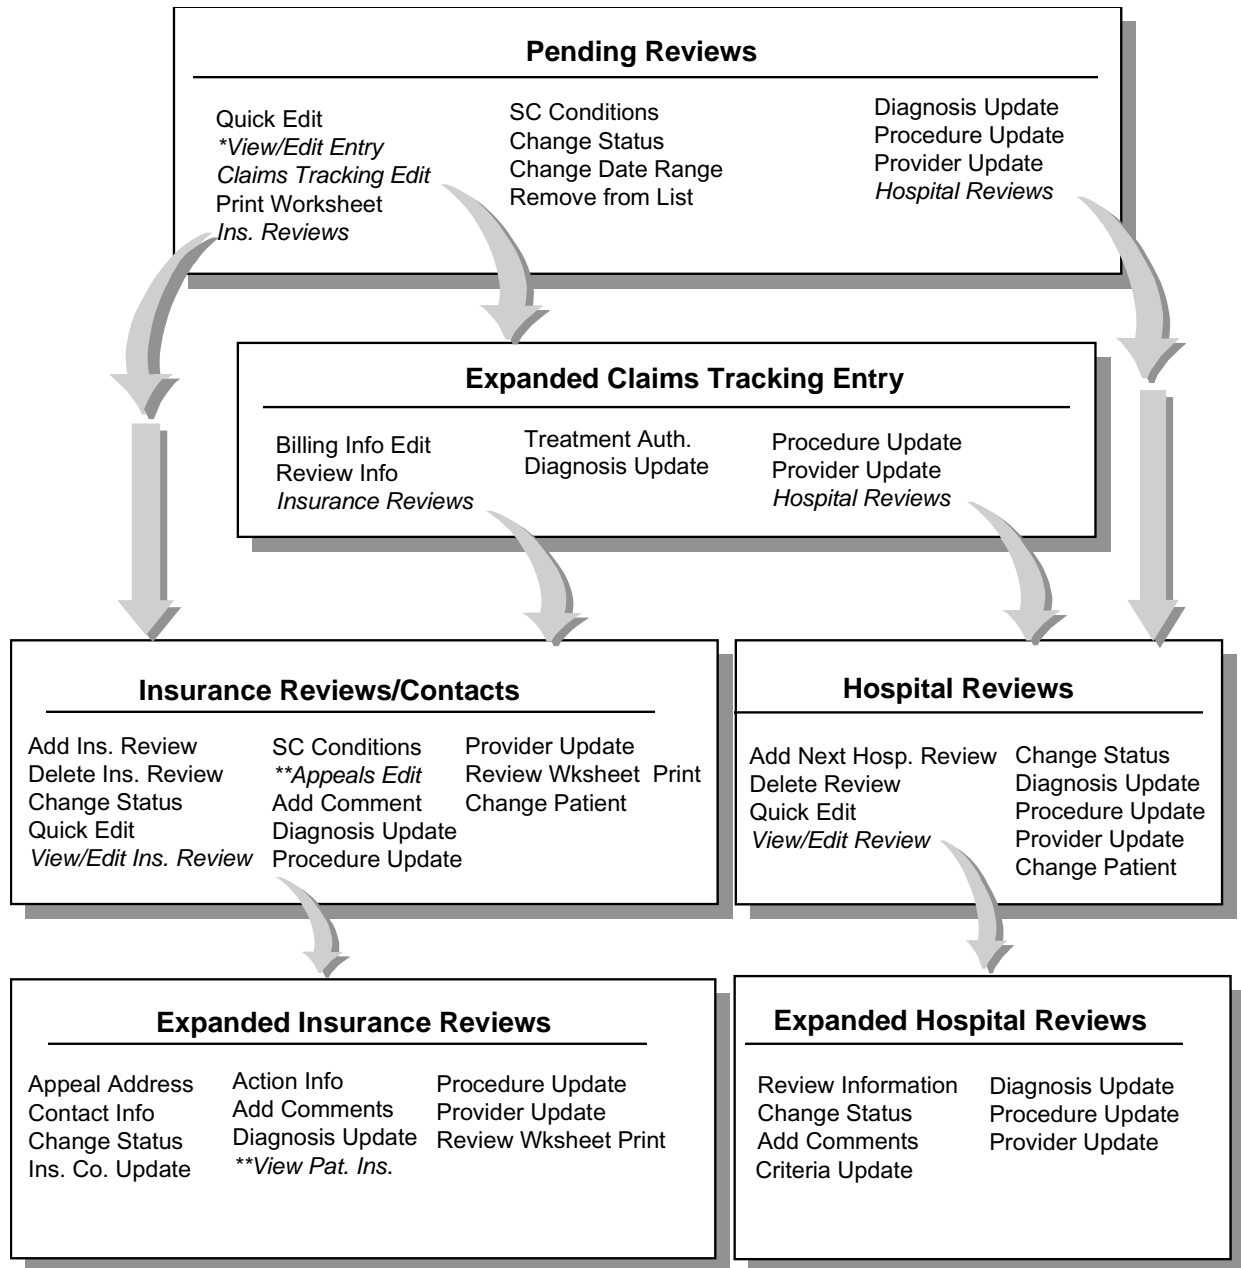 Pending Reviews
Quick Edit
*View/Edit Entry
Claims Tracking Edit
Print Worksheet
Ins. Reviews
SC Conditions
Change Status
Change Date Range
Remove from List
Diagnosis Update
Procedure Update
Provider Update
Hospital Reviews
Expanded Claims Tracking Entry
Billing Info Edit
Review Info
Insurance Reviews
Treatment Auth.
Diagnosis Update
Procedure Update
Provider Update
Hospital Reviews
Insurance Reviews/Contacts
Add Ins. Review
Delete Ins. Review
Change Status
Quick Edit
View/Edit Ins. Review
SC Conditions
**Appeals Edit
Add Comment
Diagnosis Update
Procedure Update
Provider Update
Review Wksheet Print
Change Patient
Hospital Reviews
Add Next Hosp. Review
Delete Review
Quick Edit
View/Edit Review
Change Status
Diagnosis Update
Procedure Update
Provider Update
Change Patient
Expanded Insurance Reviews
Appeal Address
Contact Info
Change Status
Ins. Co. Update
Action Info
Add Comments
Diagnosis Update
**View Pat. Ins.
Procedure Update
Provider Update
Review Wksheet Print
Expanded Hospital Reviews
Review Information
Change Status
Add Comments
Criteria Update
Diagnosis Update
Procedure Update
Provider Update